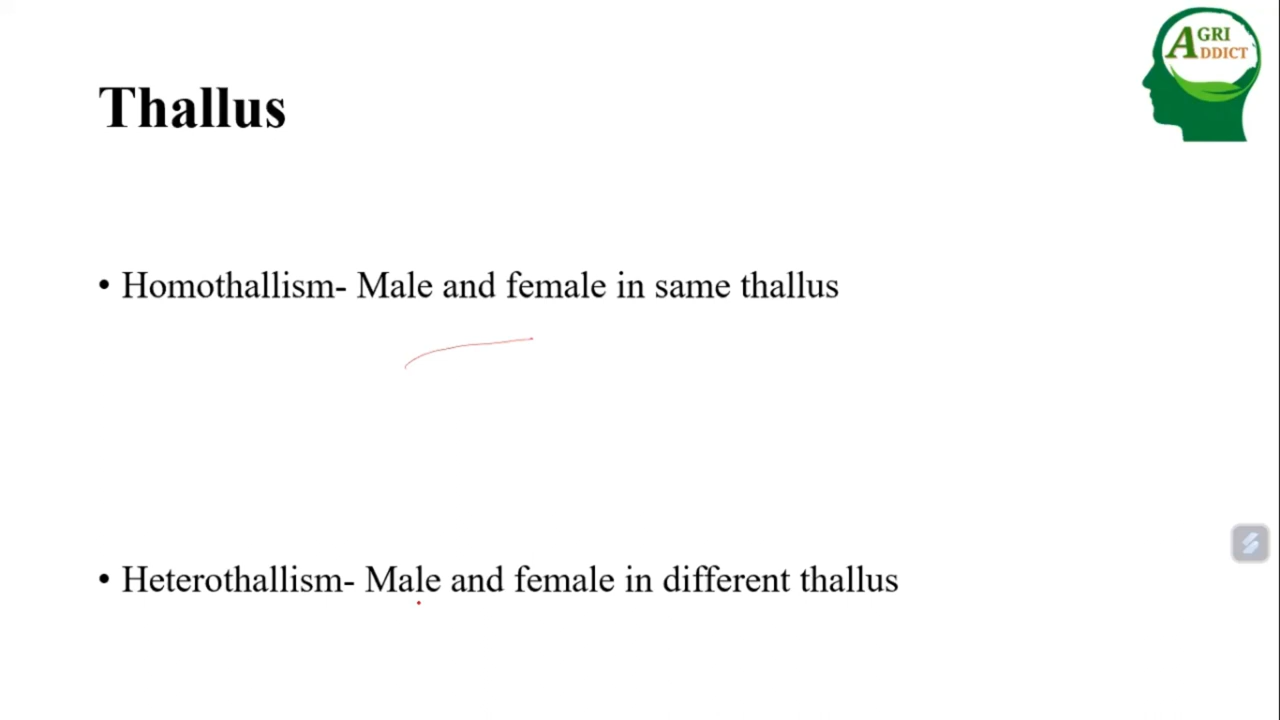 AGRI
ADDICT
Thallus
• Homothallism- Male and female in same thallus
• Heterothallism- Male and female in different thallus